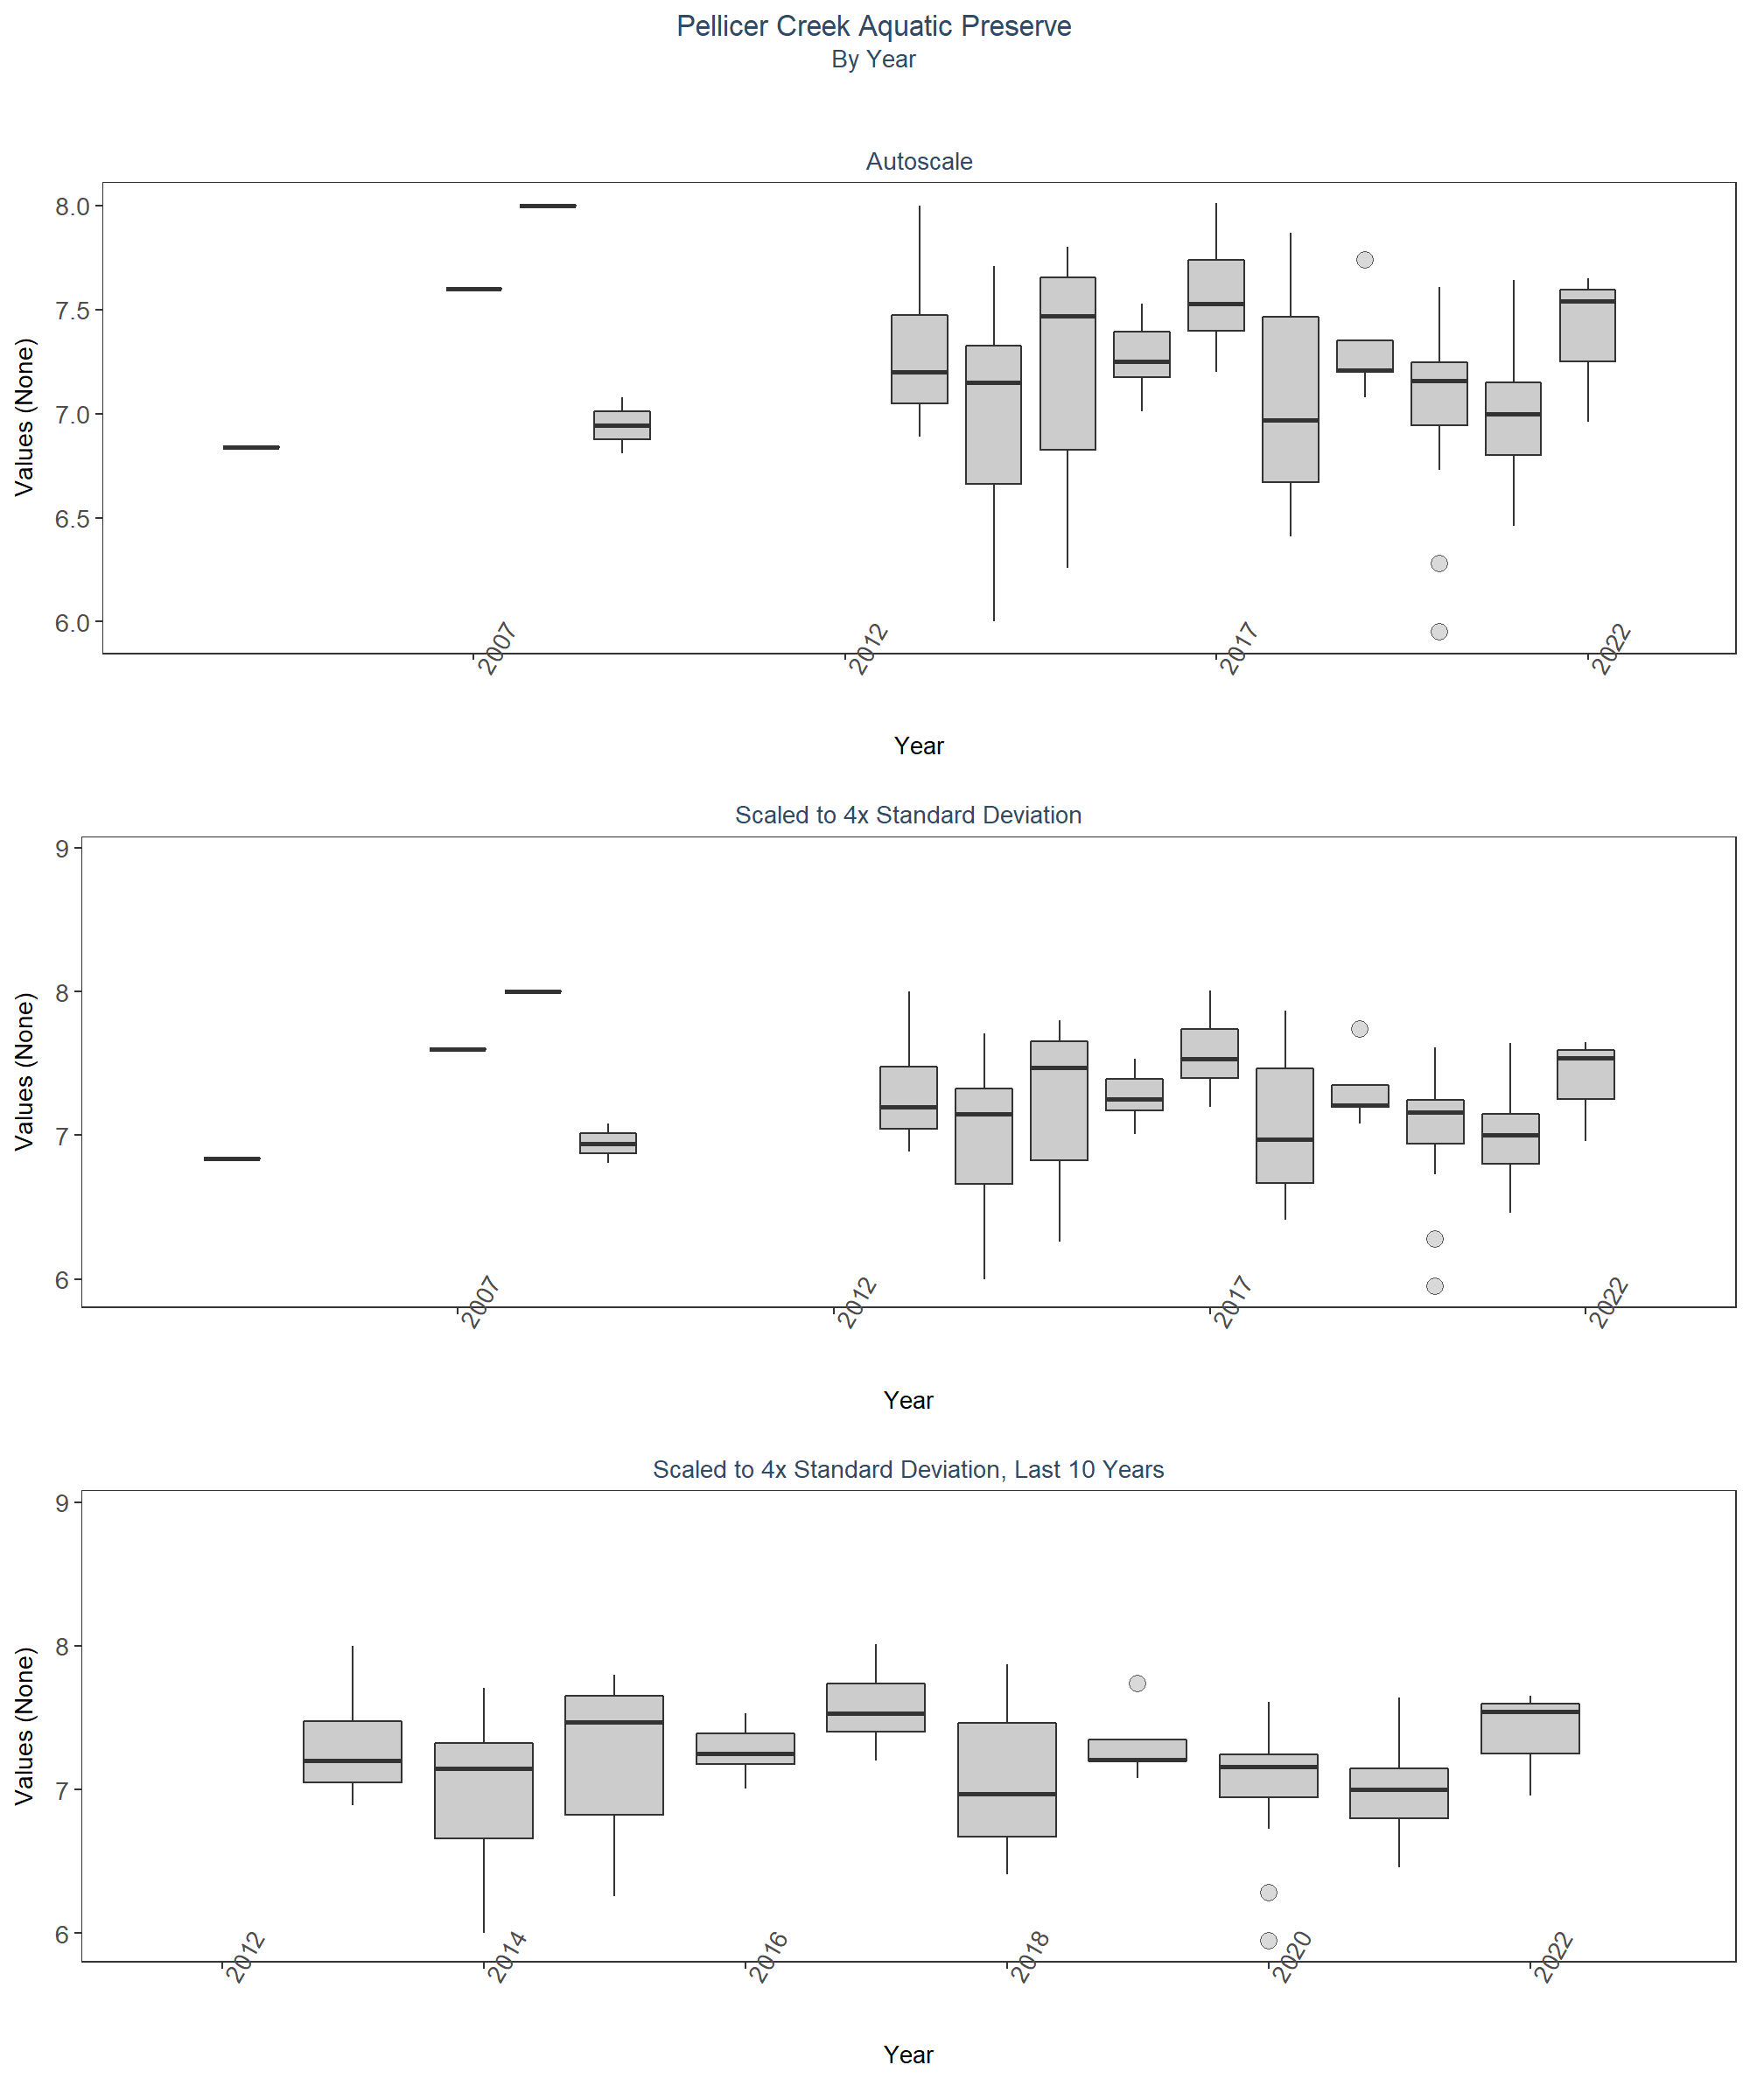 Pellicer Creek Aquatic Preserve
By Year
Autoscale
Values (None)
8.0
7.5
7.0
6.5
6.0
2007 2012 2017 2022
Year
Scaled to 4x Standard Deviation
Values (None)
9
8
7
6
2007 2012 2017 2022
Year
Scaled to 4x Standard Deviation, Last 10 Years
Values (None)
9
8
7
6
2012 2014 2016 2018 2020 2022
Year